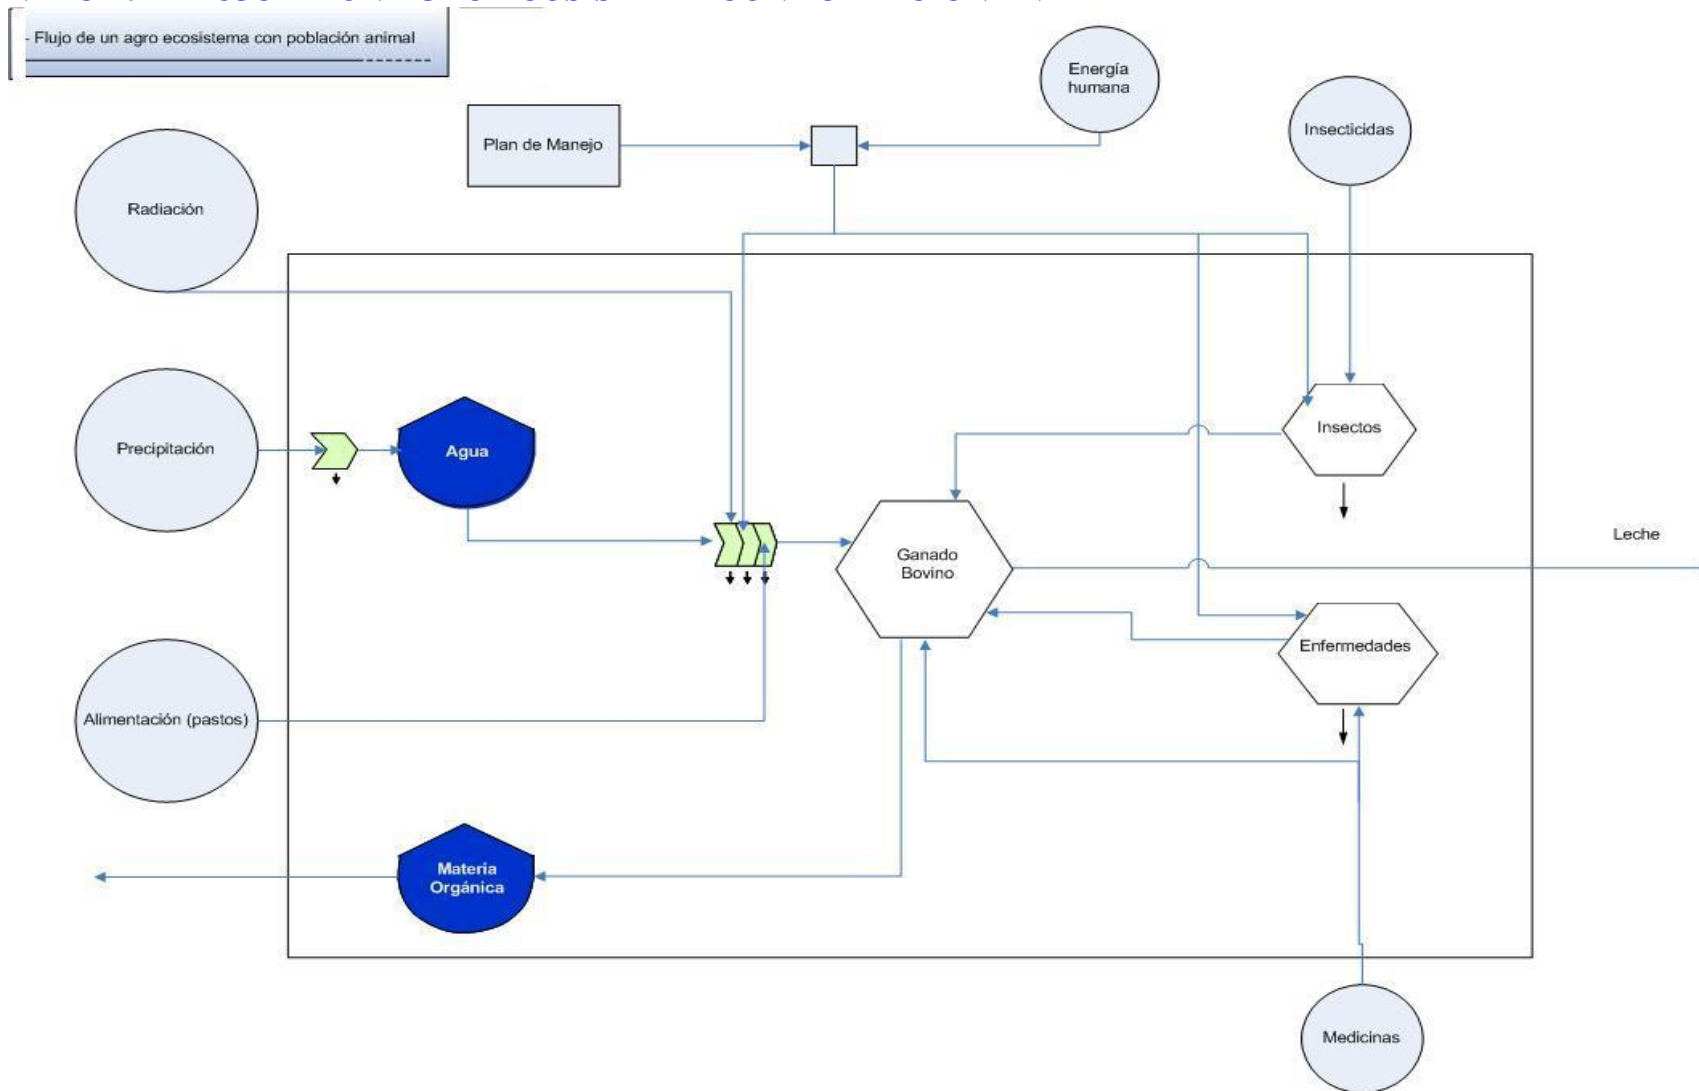 - Flujo de un agro ecosistema con población animal
Energía
humana
Plan de Manejo
Insecticidas
Radiación
Precipitación
Agua
Insectos
Ganado
Bovino
Leche
Enfermedades
Alimentación (pastos)
Materia
Orgánica
Medicinas